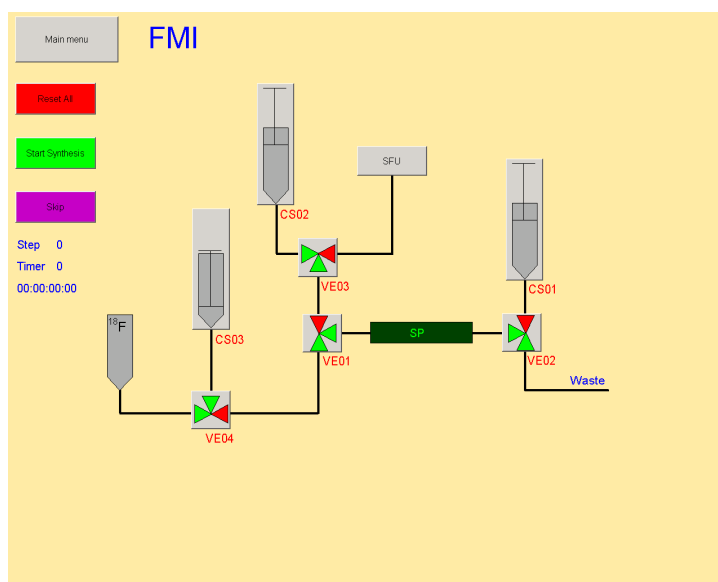 Main menu
FMI
Reset All
Start Synthesis
Skip
Step 0
Timer 0
00:00:00:00
SFU
CS02
VE03
CS01
CS03
18F
VE01
SP
VE02
Waste
VE04